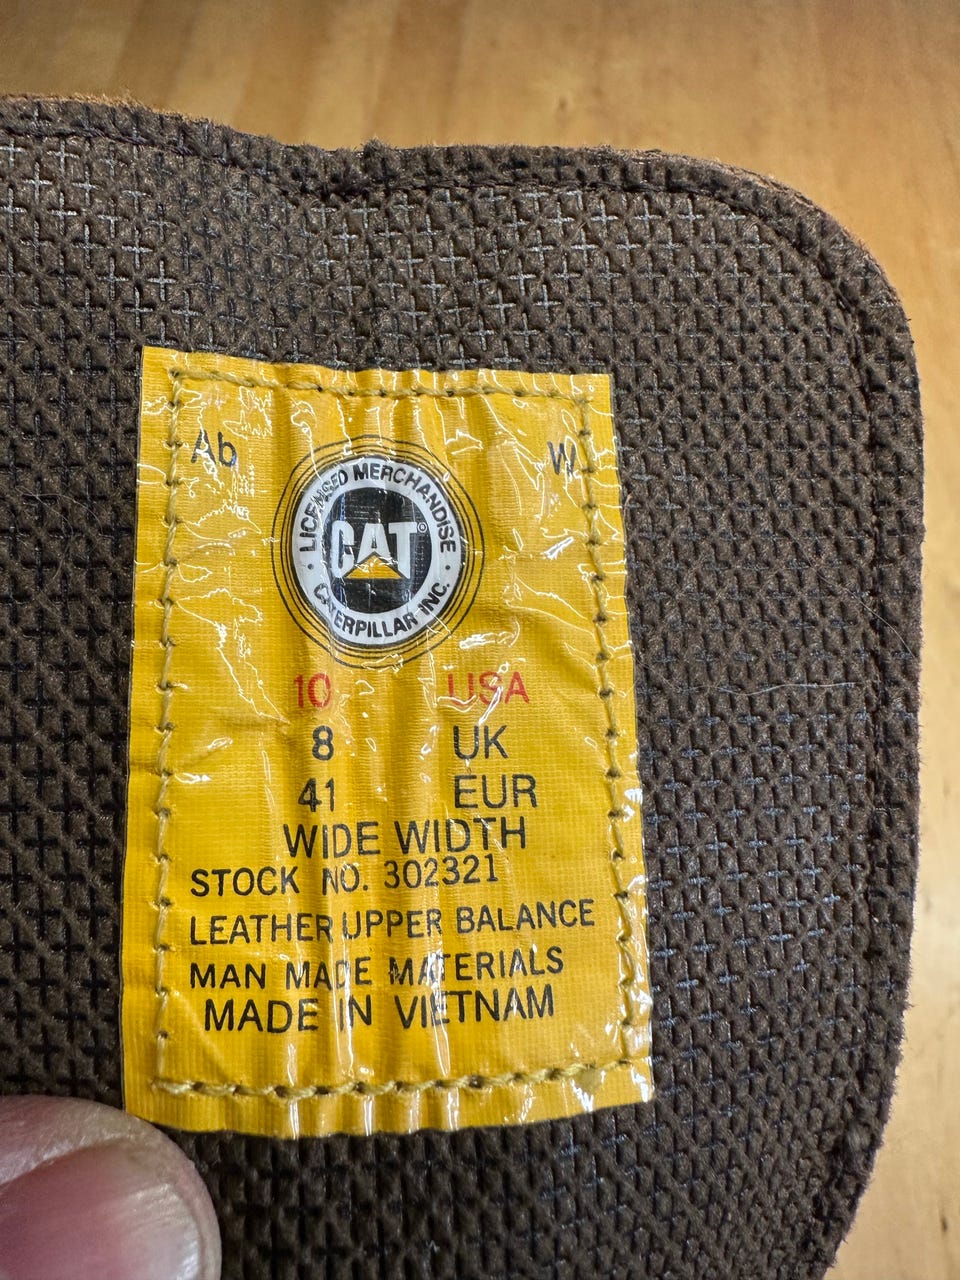 Ab W
LICENSED MERCHANDISE
CAT®
CATERPILLAR INC.
10 USA
8 UK
41 EUR
WIDE WIDTH
STOCK NO. 302321
LEATHER UPPER BALANCE
MAN MADE MATERIALS
MADE IN VIETNAM